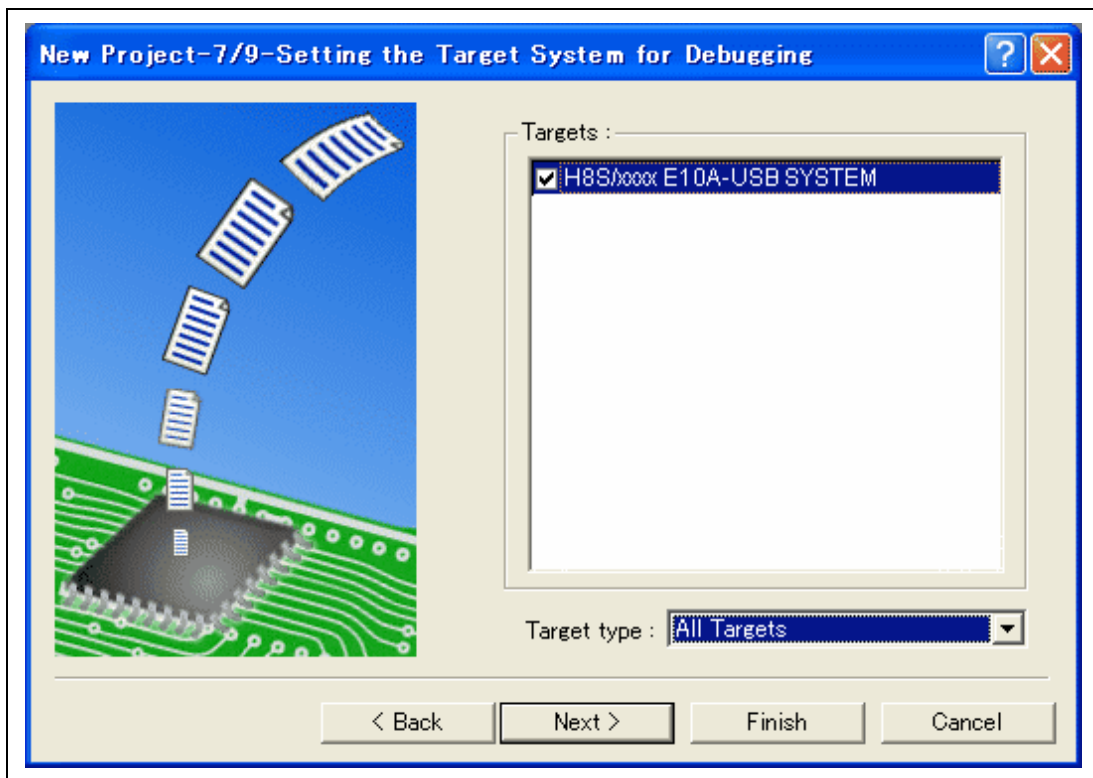 New Project-7/9-Setting the Target System for Debugging
Targets :
H8S/xxxx E10A-USB SYSTEM
Target type : All Targets
< Back Next > Finish Cancel